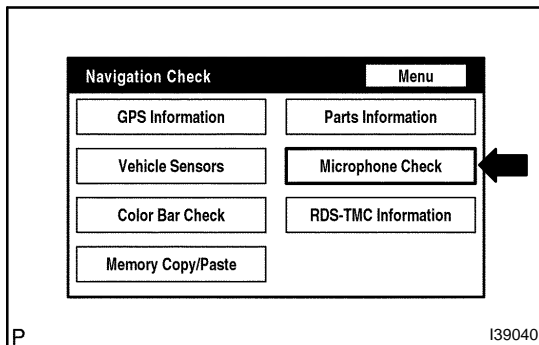 Navigation Check Menu
GPS Information Parts Information
Vehicle Sensors Microphone Check
Color Bar Check RDS-TMC Information
Memory Copy/Paste
P I39040